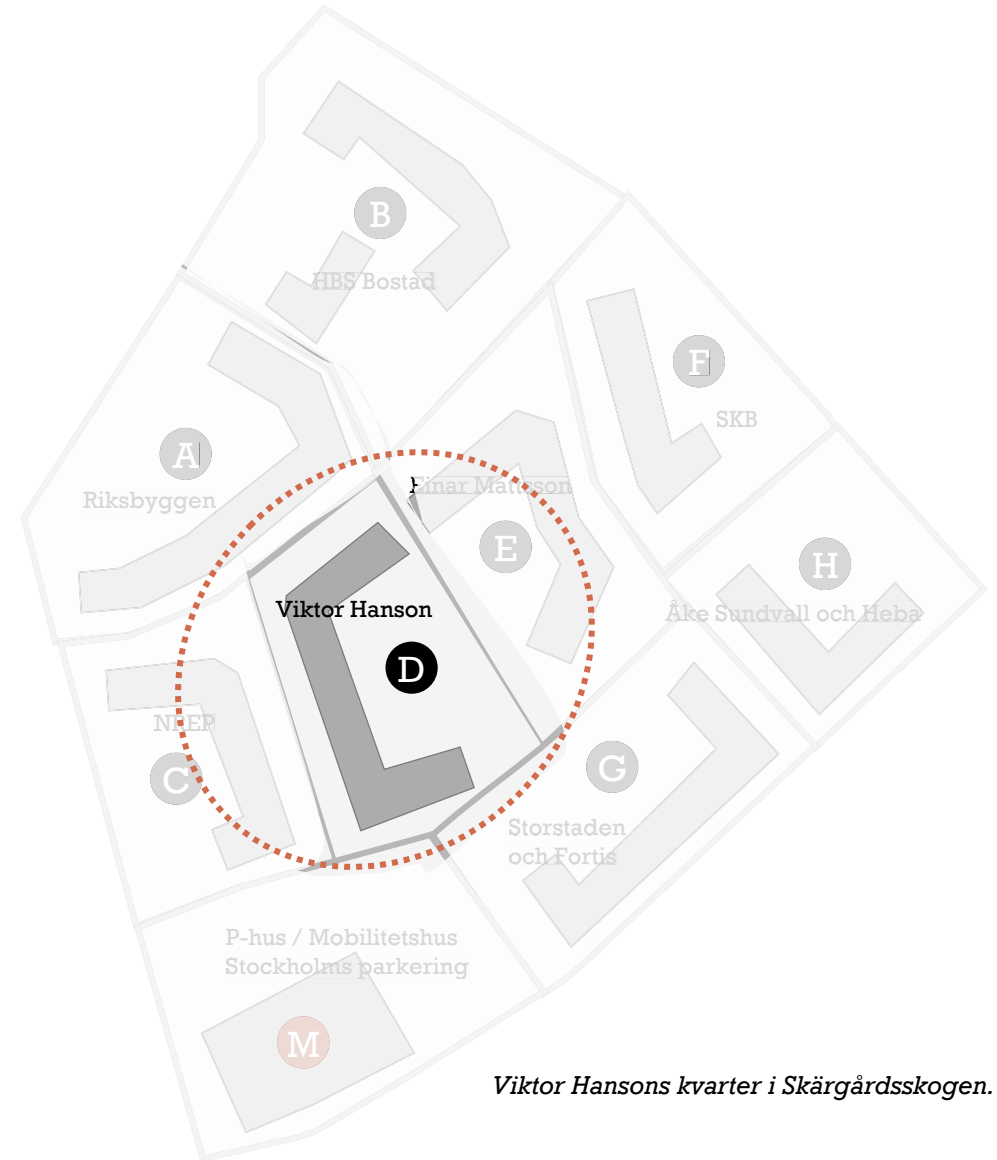 B
HBS Bostad
F
SKB
A
Riksbyggen
Einar Mattsson
E
H
Åke Sundvall och Heba
Viktor Hanson
D
NREP
C
G
Storstaden
och Fortis
P-hus / Mobilitetshus
Stockholms parkering
M
Viktor Hansons kvarter i Skärgårdsskogen.